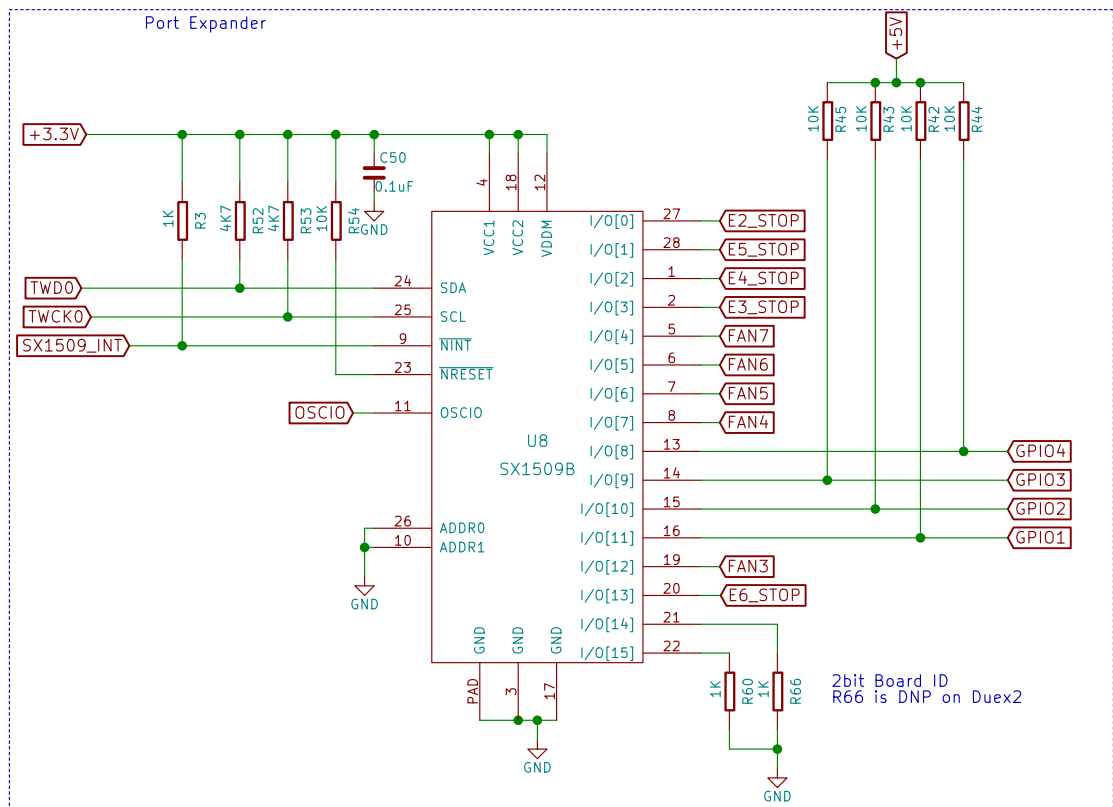 Port Expander
+5V
10K
R45
10K
R43
10K
R42
10K
R44
+3.3V
C50
0.1uF
GND
1K
R3
4K7
R52
4K7
R53
10K
R54
4
18
12
VCC1
VCC2
VDDM
TWD0
24
SDA
TWCK0
25
SCL
SX1509_INT
9
NINT
23
NRESET
OSCIO
11
OSCIO
U8
SX1509B
26
ADDR0
10
ADDR1
GND
I/O[0]
27
E2_STOP
I/O[1]
28
E5_STOP
I/O[2]
1
E4_STOP
I/O[3]
2
E3_STOP
I/O[4]
5
FAN7
I/O[5]
6
FAN6
I/O[6]
7
FAN5
I/O[7]
8
FAN4
I/O[8]
13
GPIO4
I/O[9]
14
GPIO3
I/O[10]
15
GPIO2
I/O[11]
16
GPIO1
I/O[12]
19
FAN3
I/O[13]
20
E6_STOP
I/O[14]
21
I/O[15]
22
GND
GND
GND
PAD
3
17
GND
1K
R60
1K
R66
2bit Board ID
R66 is DNP on Duex2
GND